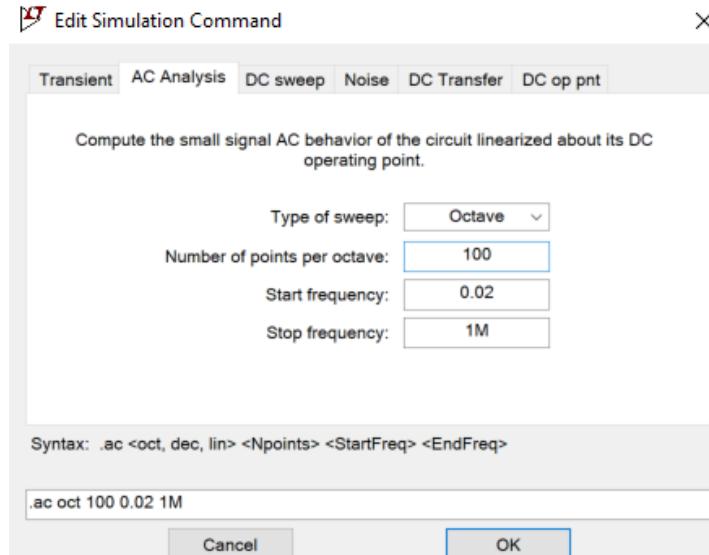 Edit Simulation Command
Transient AC Analysis DC sweep Noise DC Transfer DC op pnt
Compute the small signal AC behavior of the circuit linearized about its DC
operating point.
Type of sweep: Octave
Number of points per octave: 100
Start frequency: 0.02
Stop frequency: 1M
Syntax: .ac <oct, dec, lin> <Npoints> <StartFreq> <EndFreq>
.ac oct 100 0.02 1M
Cancel OK